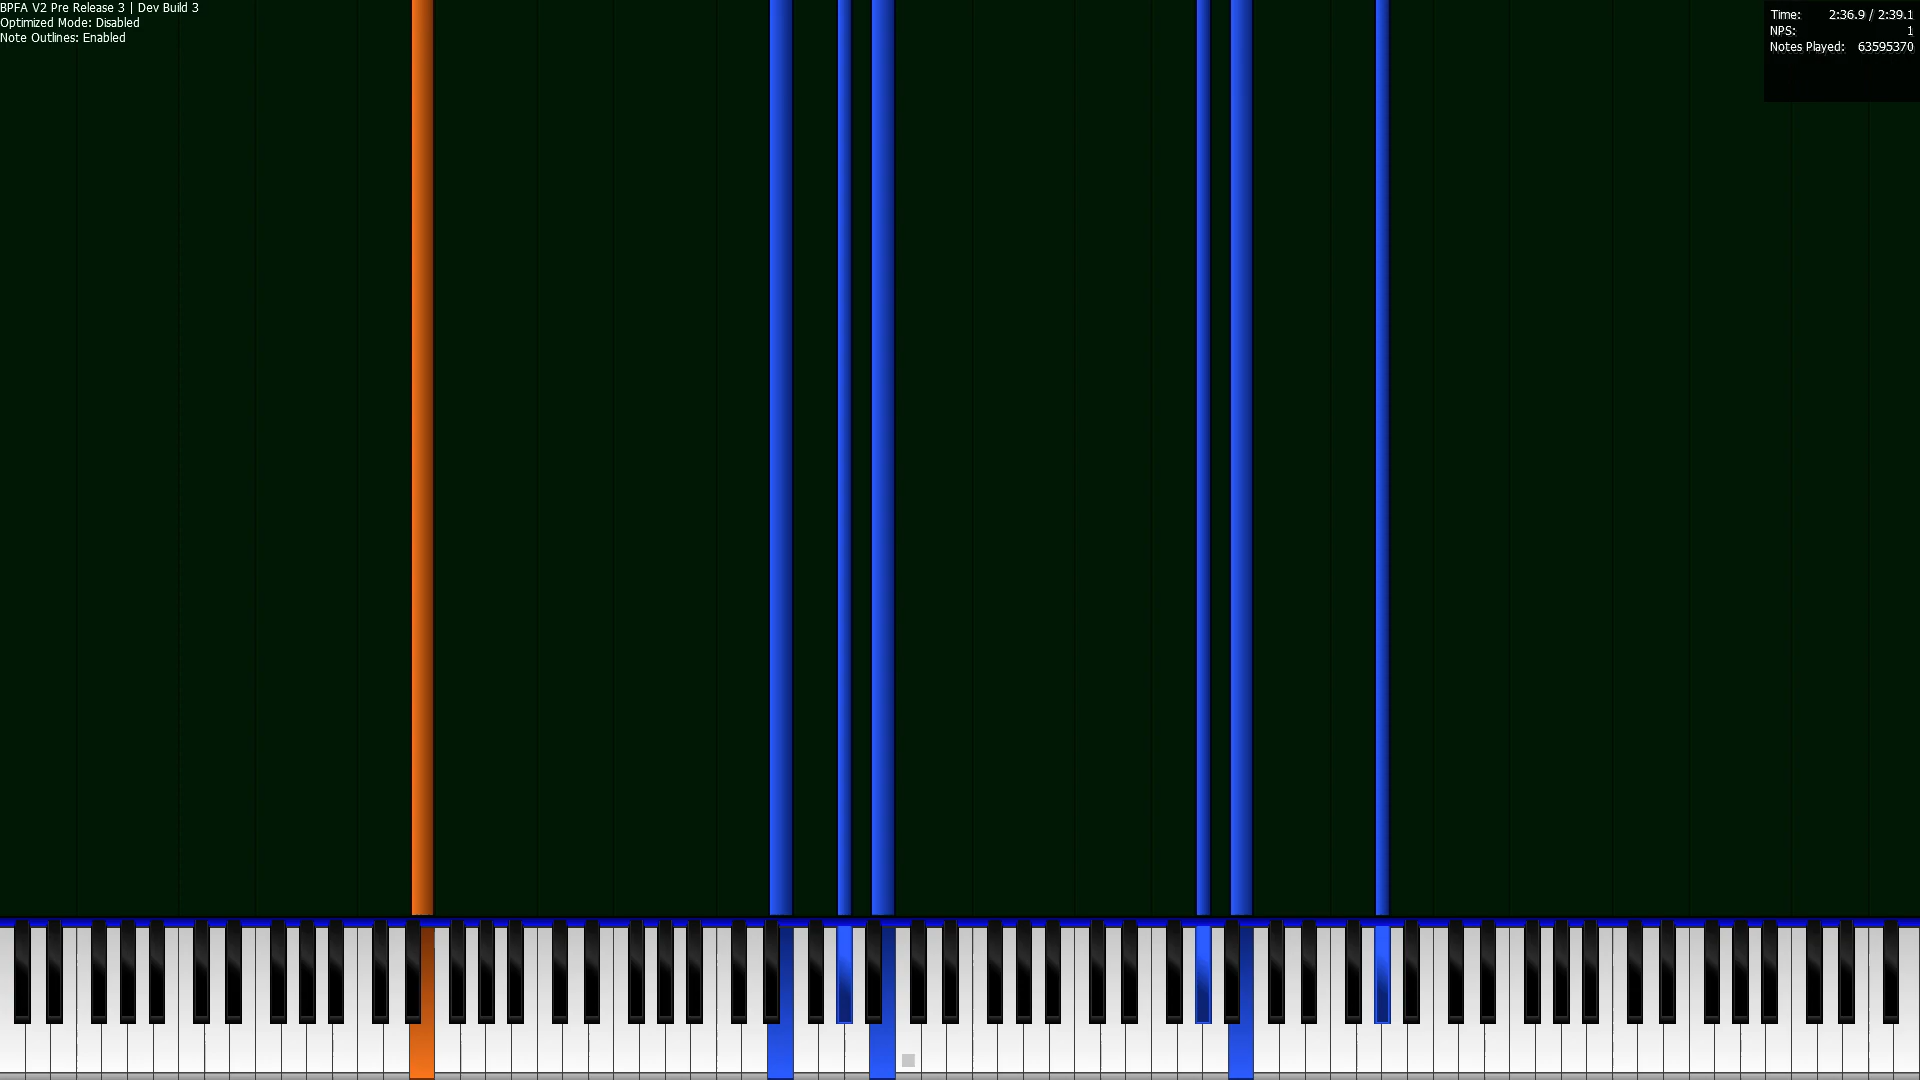 BPFA V2 Pre Release 3 | Dev Build 3
Optimized Mode: Disabled
Note Outlines: Enabled
Time: 2:36.9 / 2:39.1
NPS: 1
Notes Played: 63595370